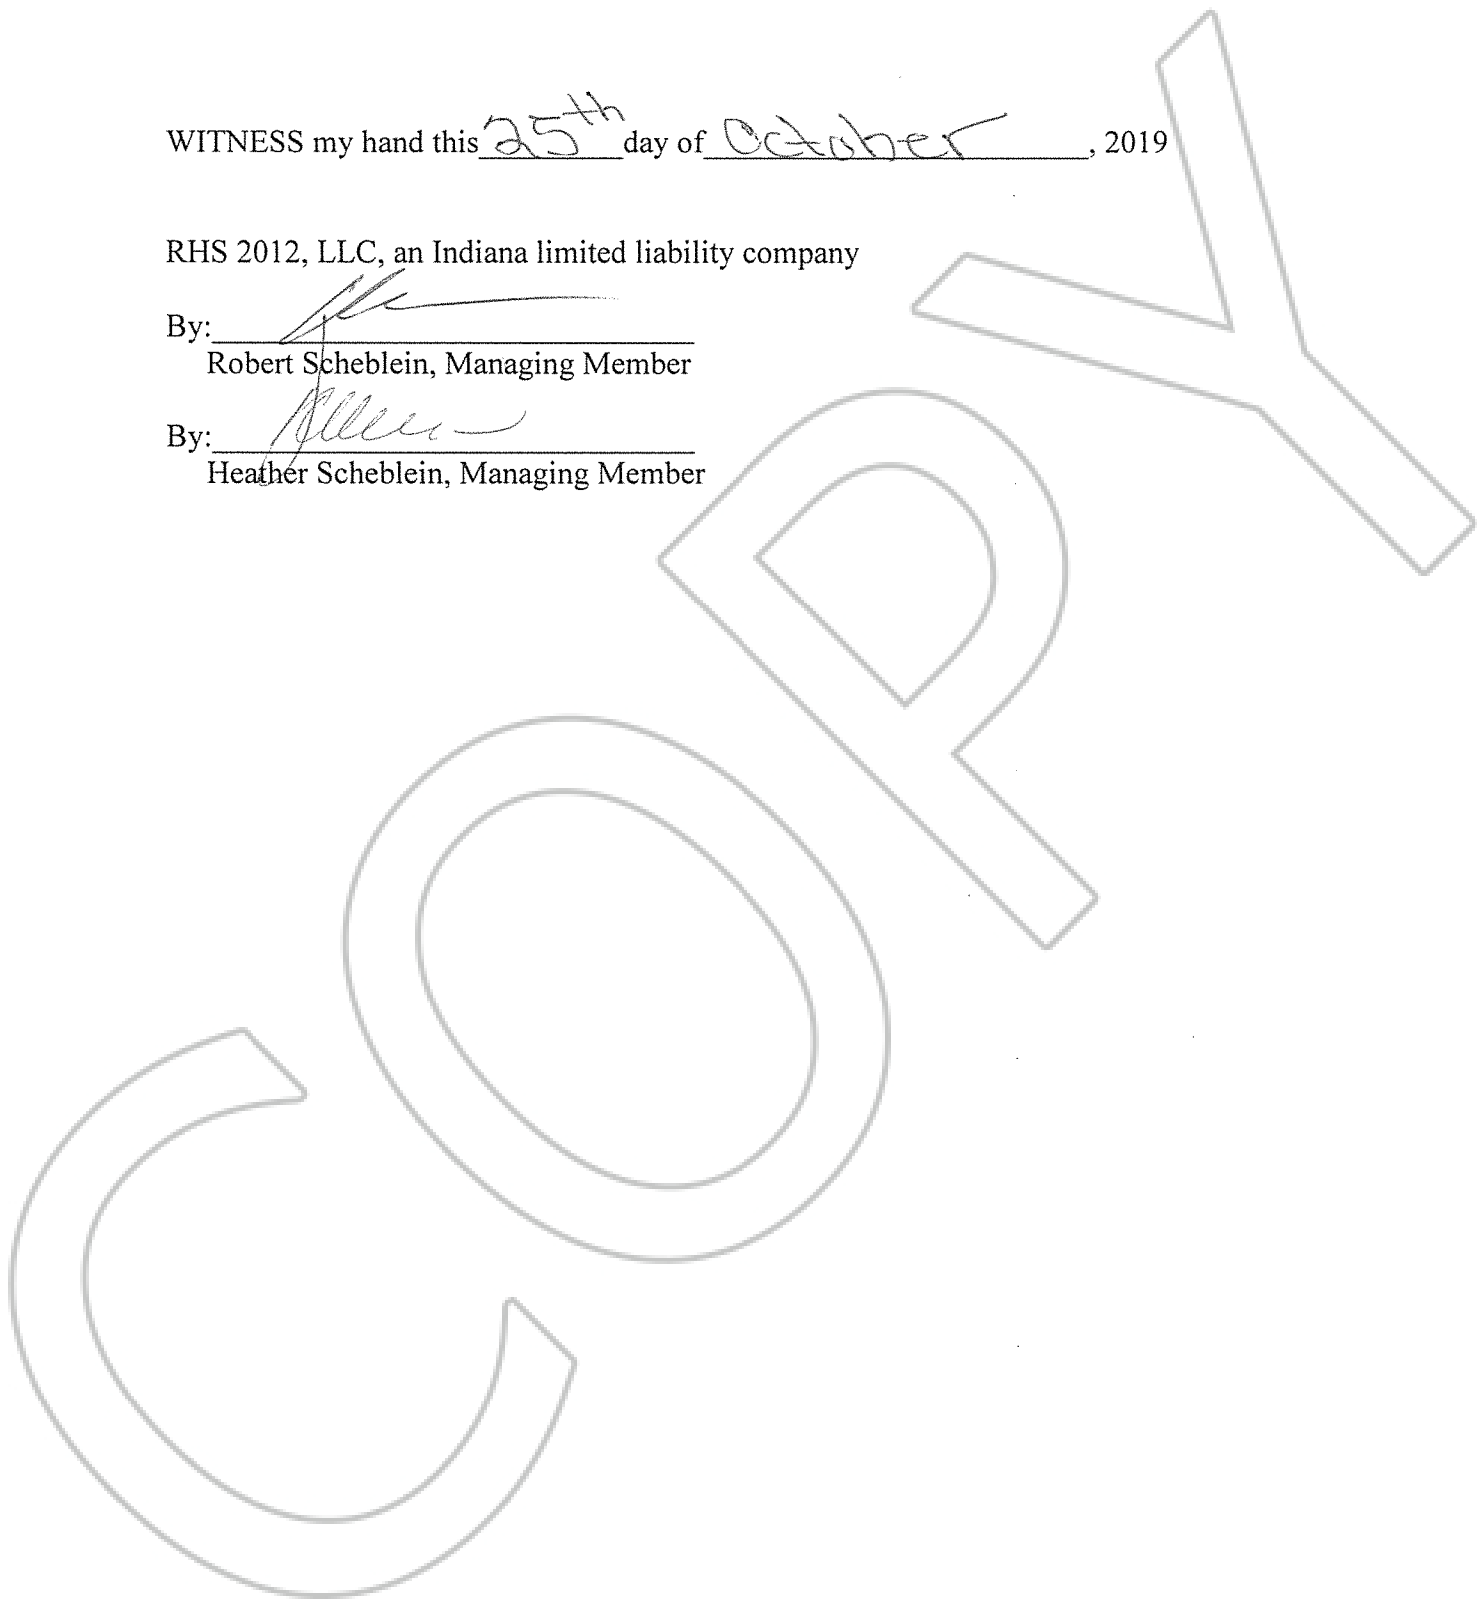 WITNESS my hand this 25th day of October, 2019
RHS 2012, LLC, an Indiana limited liability company
By:
Robert Scheblein, Managing Member
By:
Heather Scheblein, Managing Member
COPY